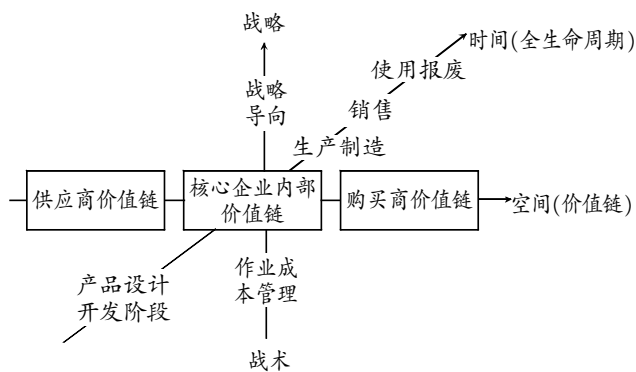 战略
时间(全生命周期)
使用报废
战略
导向
销售
生产制造
供应商价值链
核心企业内部
价值链
购买商价值链
空间(价值链)
作业成
本管理
产品设计
开发阶段
战术